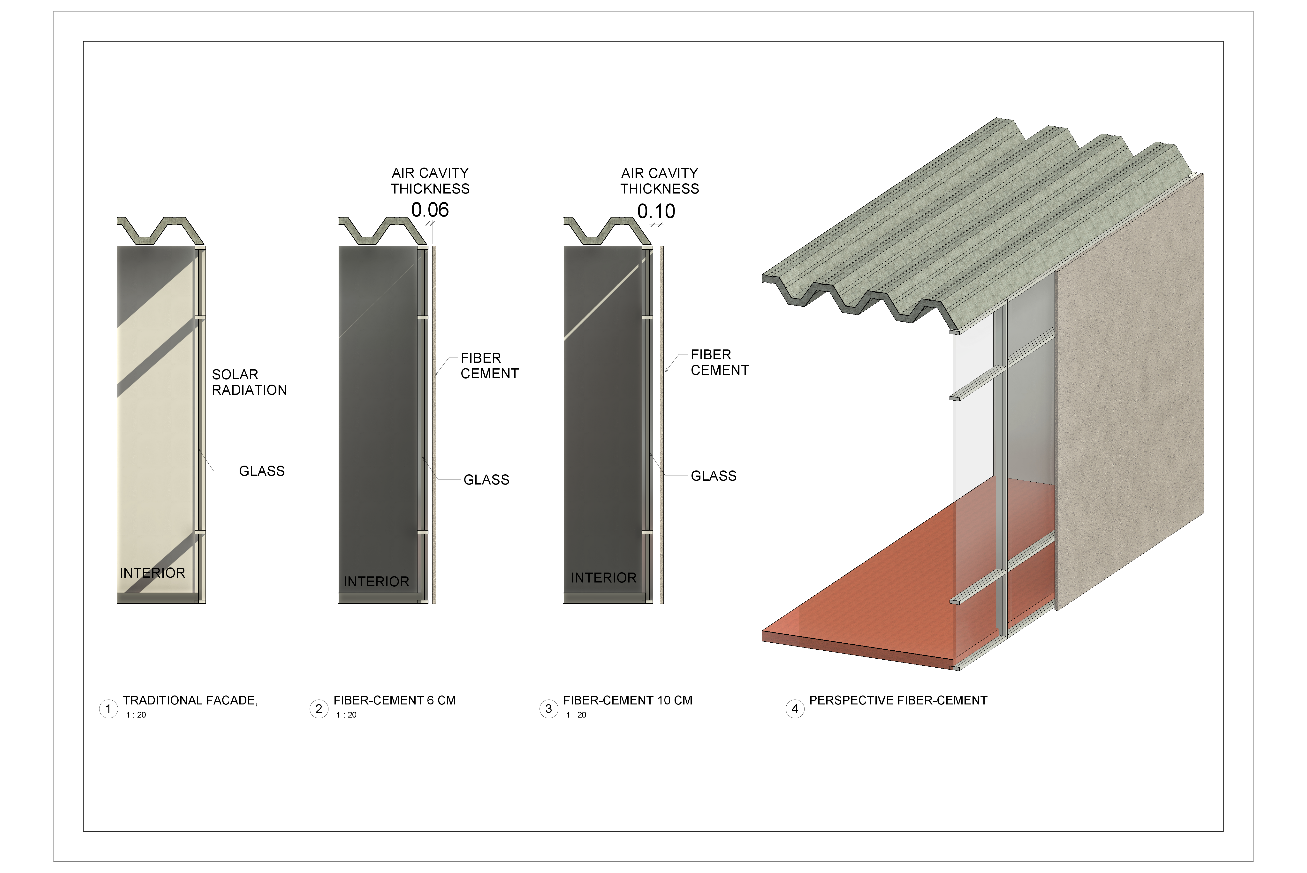 AIR CAVITY
THICKNESS
0.06
AIR CAVITY
THICKNESS
0.10
SOLAR
RADIATION
GLASS
INTERIOR
FIBER
CEMENT
GLASS
INTERIOR
FIBER
CEMENT
GLASS
INTERIOR
1 TRADITIONAL FACADE,
1 : 20
2 FIBER-CEMENT 6 CM
1 : 20
3 FIBER-CEMENT 10 CM
1 : 20
4 PERSPECTIVE FIBER-CEMENT